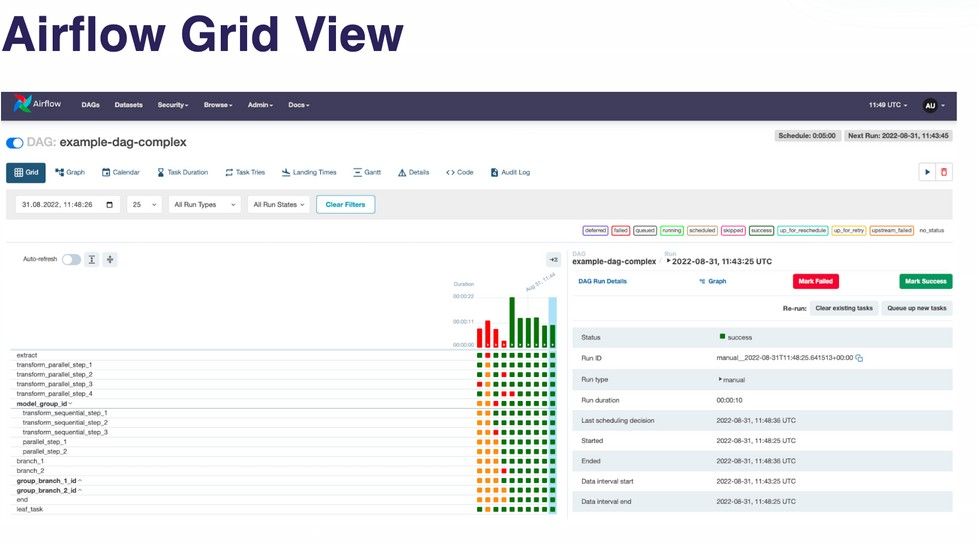 Airflow Grid View
Airflow DAGs Datasets Security Browse Admin Docs 11:49 UTC AU
DAG: example-dag-complex Schedule: 0:05:00 Next Run: 2022-08-31, 11:43:45
Grid Graph Calendar Task Duration Task Tries Landing Times Gantt Details <> Code Audit Log
31.08.2022, 11:48:26 25 All Run Types All Run States Clear Filters
deferred failed queued running scheduled skipped success up_for_reschedule up_for_retry upstream_failed no_status
Auto-refresh
Duration
Aug 31, 11:44
00:00:22
00:00:11
00:00:00
extract
transform_parallel_step_1
transform_parallel_step_2
transform_parallel_step_3
transform_parallel_step_4
model_group_id
transform_sequential_step_1
transform_sequential_step_2
transform_sequential_step_3
parallel_step_1
parallel_step_2
branch_1
branch_2
group_branch_1_id
group_branch_2_id
end
leaf_task
DAG Run
example-dag-complex / 2022-08-31, 11:43:25 UTC
DAG Run Details Graph Mark Failed Mark Success
Re-run: Clear existing tasks Queue up new tasks
Status success
Run ID manual__2022-08-31T11:48:25.641513+00:00
Run type manual
Run duration 00:00:10
Last scheduling decision 2022-08-31, 11:48:36 UTC
Started 2022-08-31, 11:48:25 UTC
Ended 2022-08-31, 11:48:36 UTC
Data interval start 2022-08-31, 11:43:25 UTC
Data interval end 2022-08-31, 11:48:25 UTC